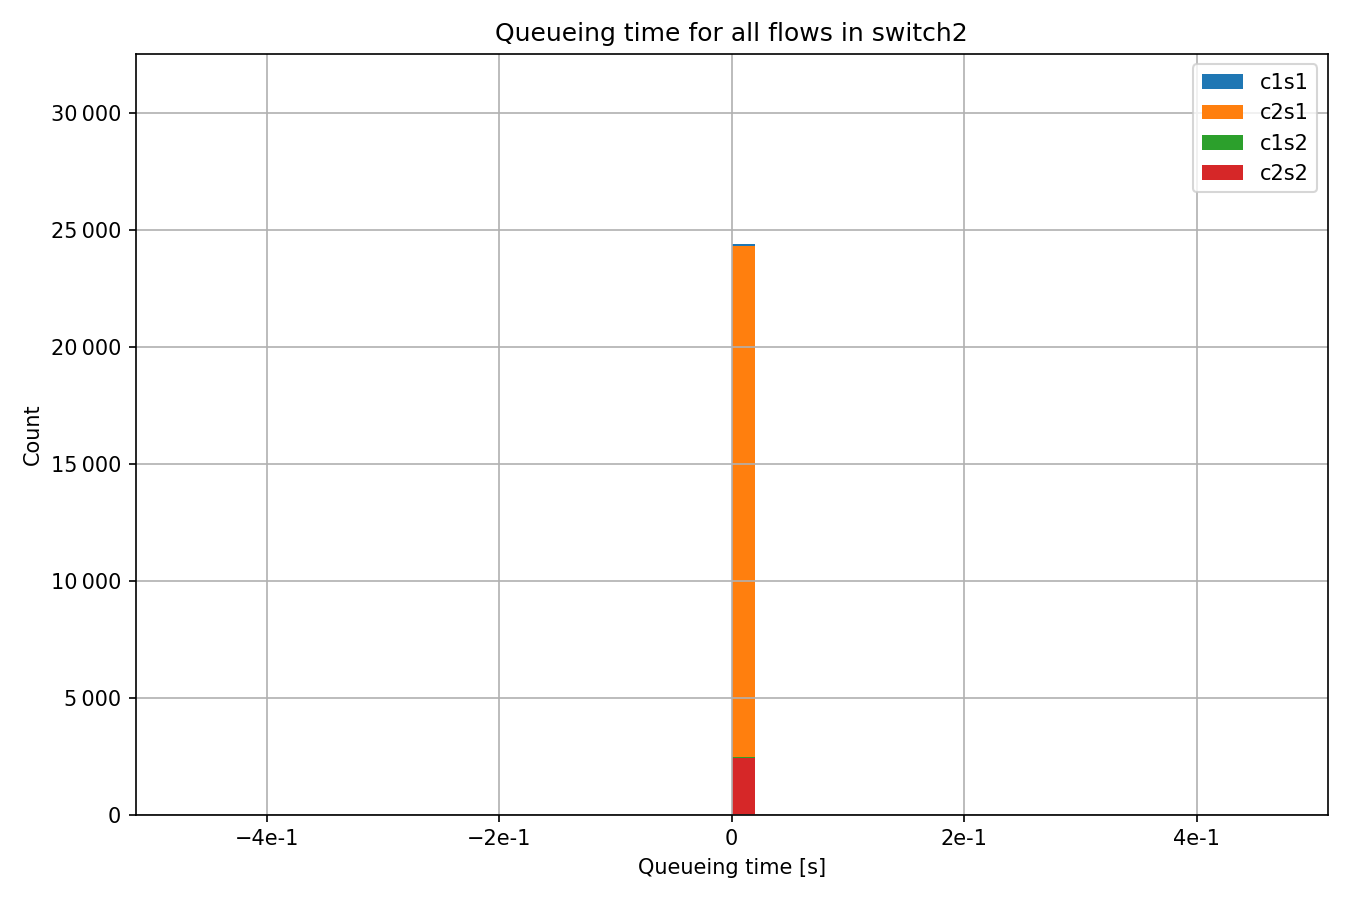 Queueing time for all flows in switch2
c1s1
c2s1
c1s2
c2s2
30 000
25 000
20 000
15 000
10 000
5 000
0
Count
−4e-1
−2e-1
0
2e-1
4e-1
Queueing time [s]